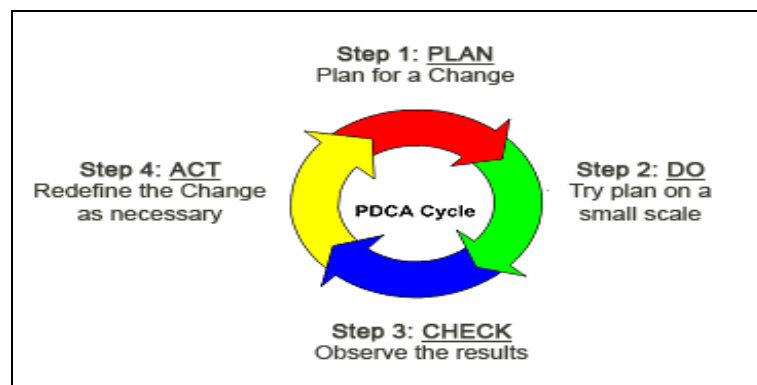 Step 1: PLAN
Plan for a Change
Step 2: DO
Try plan on a
small scale
Step 3: CHECK
Observe the results
Step 4: ACT
Redefine the Change
as necessary
PDCA Cycle